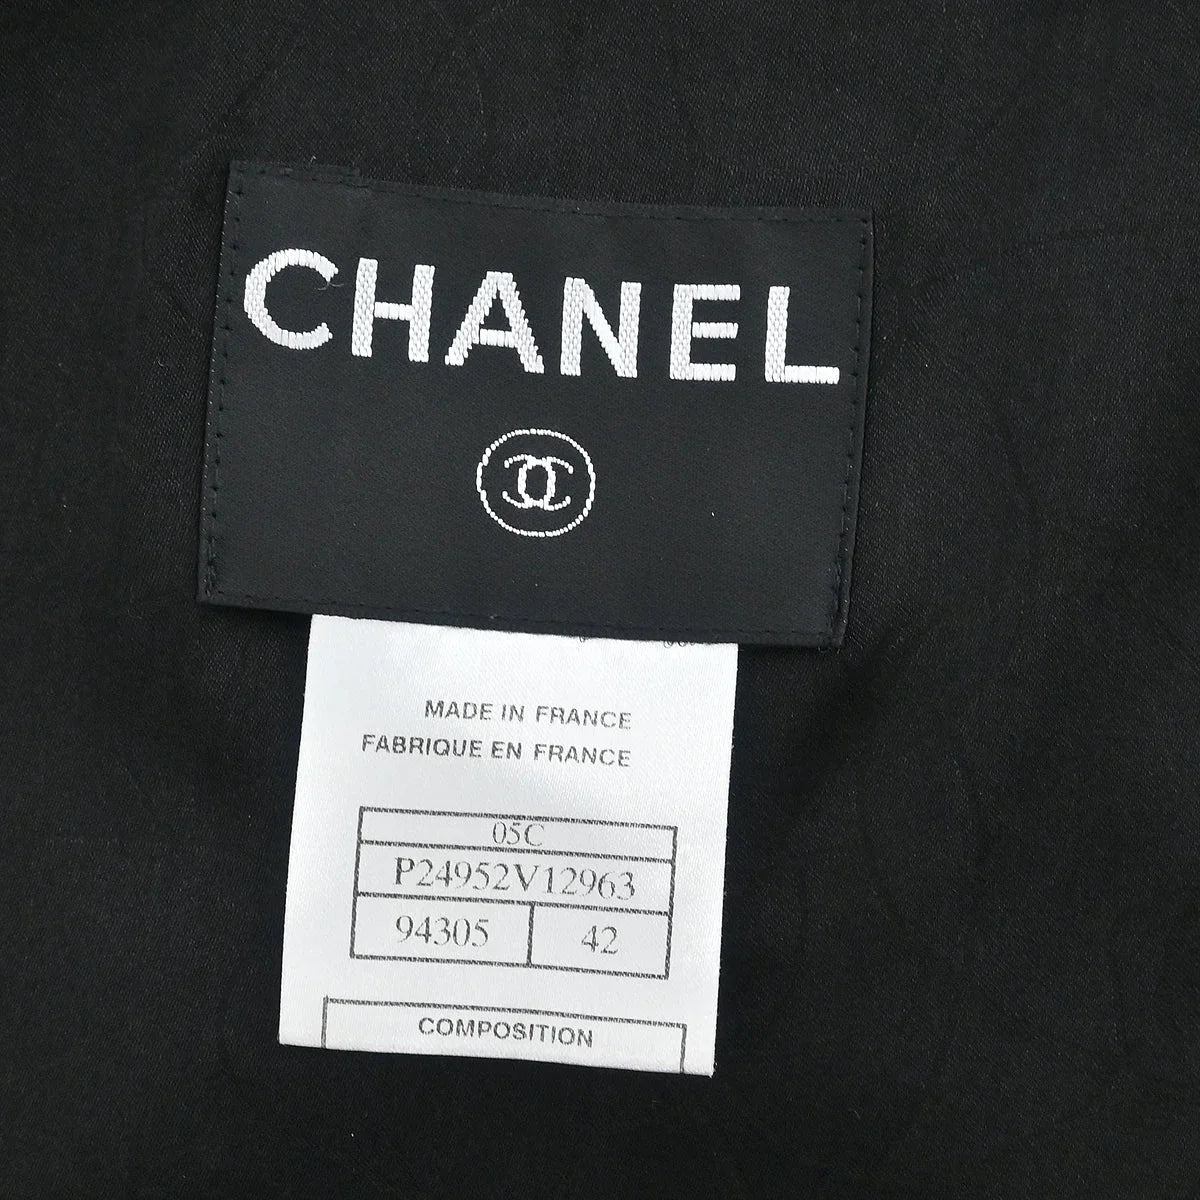 CHANEL
MADE IN FRANCE
FABRIQUE EN FRANCE
05C
P24952V12963
94305 42
COMPOSITION